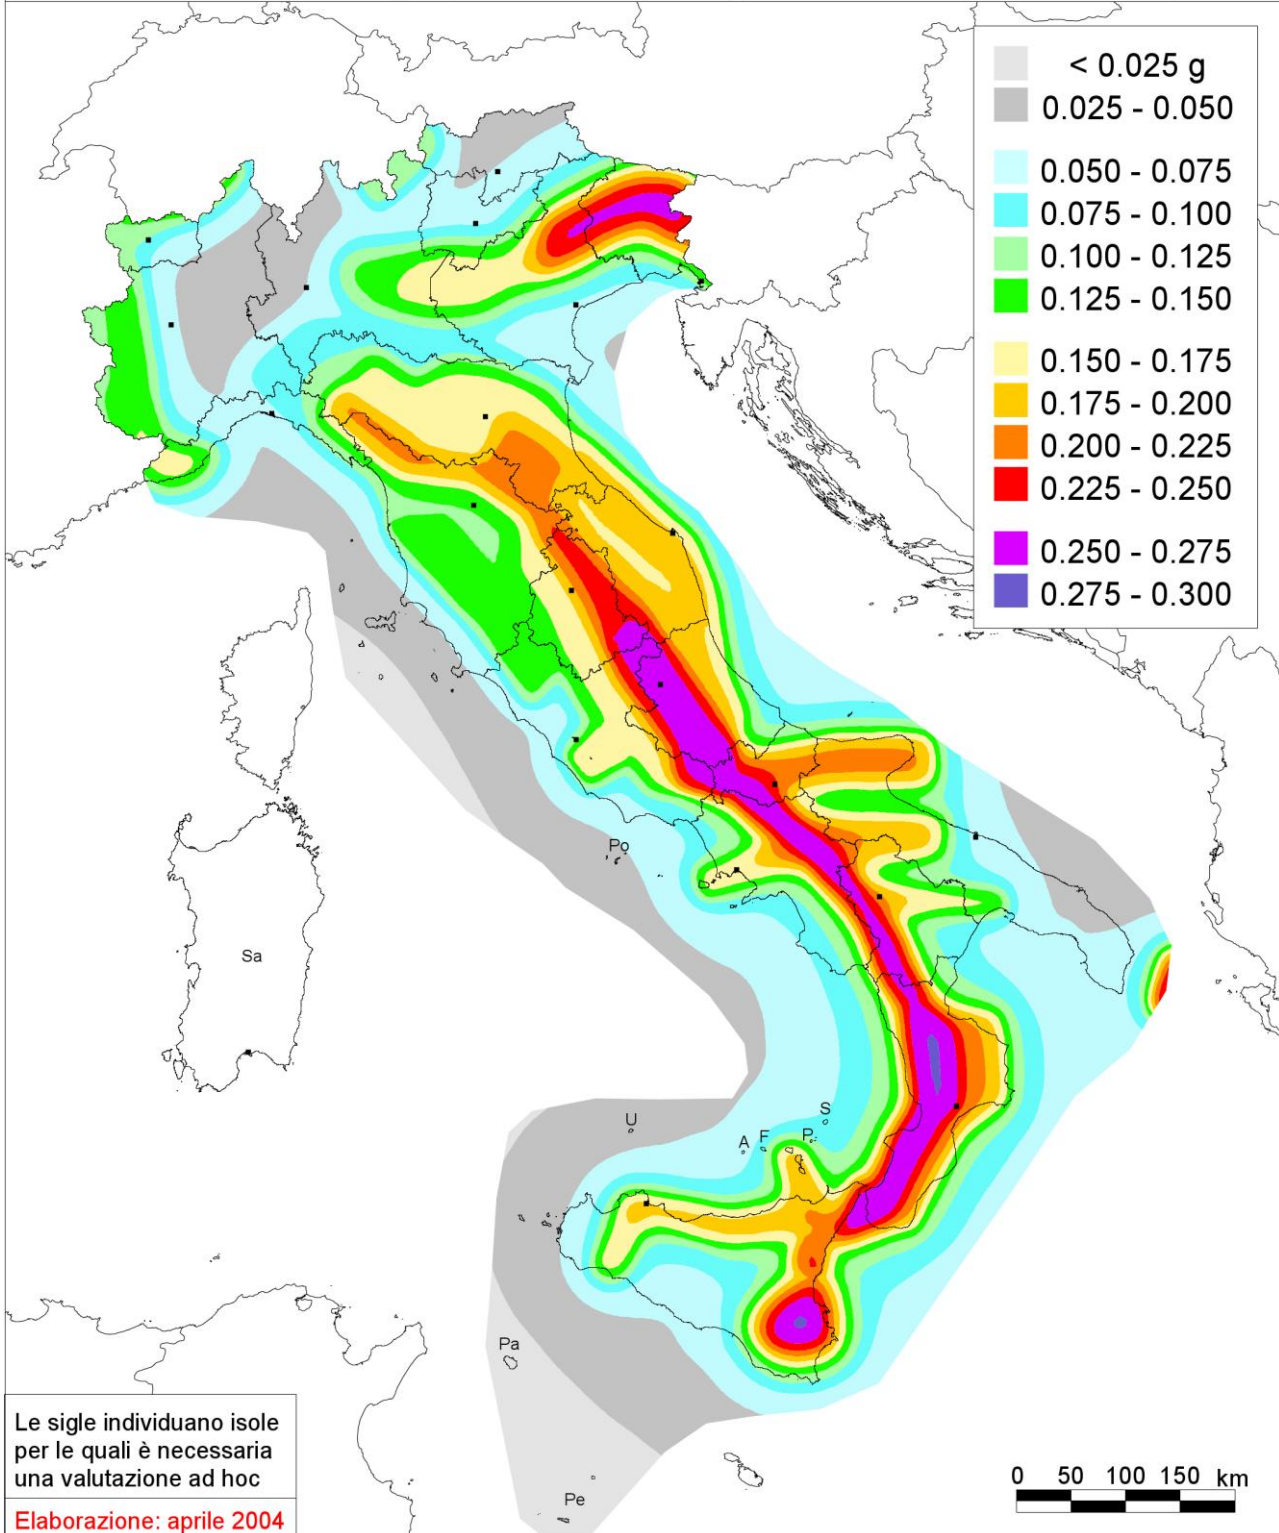 < 0.025 g
0.025 - 0.050
0.050 - 0.075
0.075 - 0.100
0.100 - 0.125
0.125 - 0.150
0.150 - 0.175
0.175 - 0.200
0.200 - 0.225
0.225 - 0.250
0.250 - 0.275
0.275 - 0.300
Po
Sa
S
U
A F P
Pa
Pe
Le sigle individuano isole
per le quali è necessaria
una valutazione ad hoc
Elaborazione: aprile 2004
0 50 100 150 km